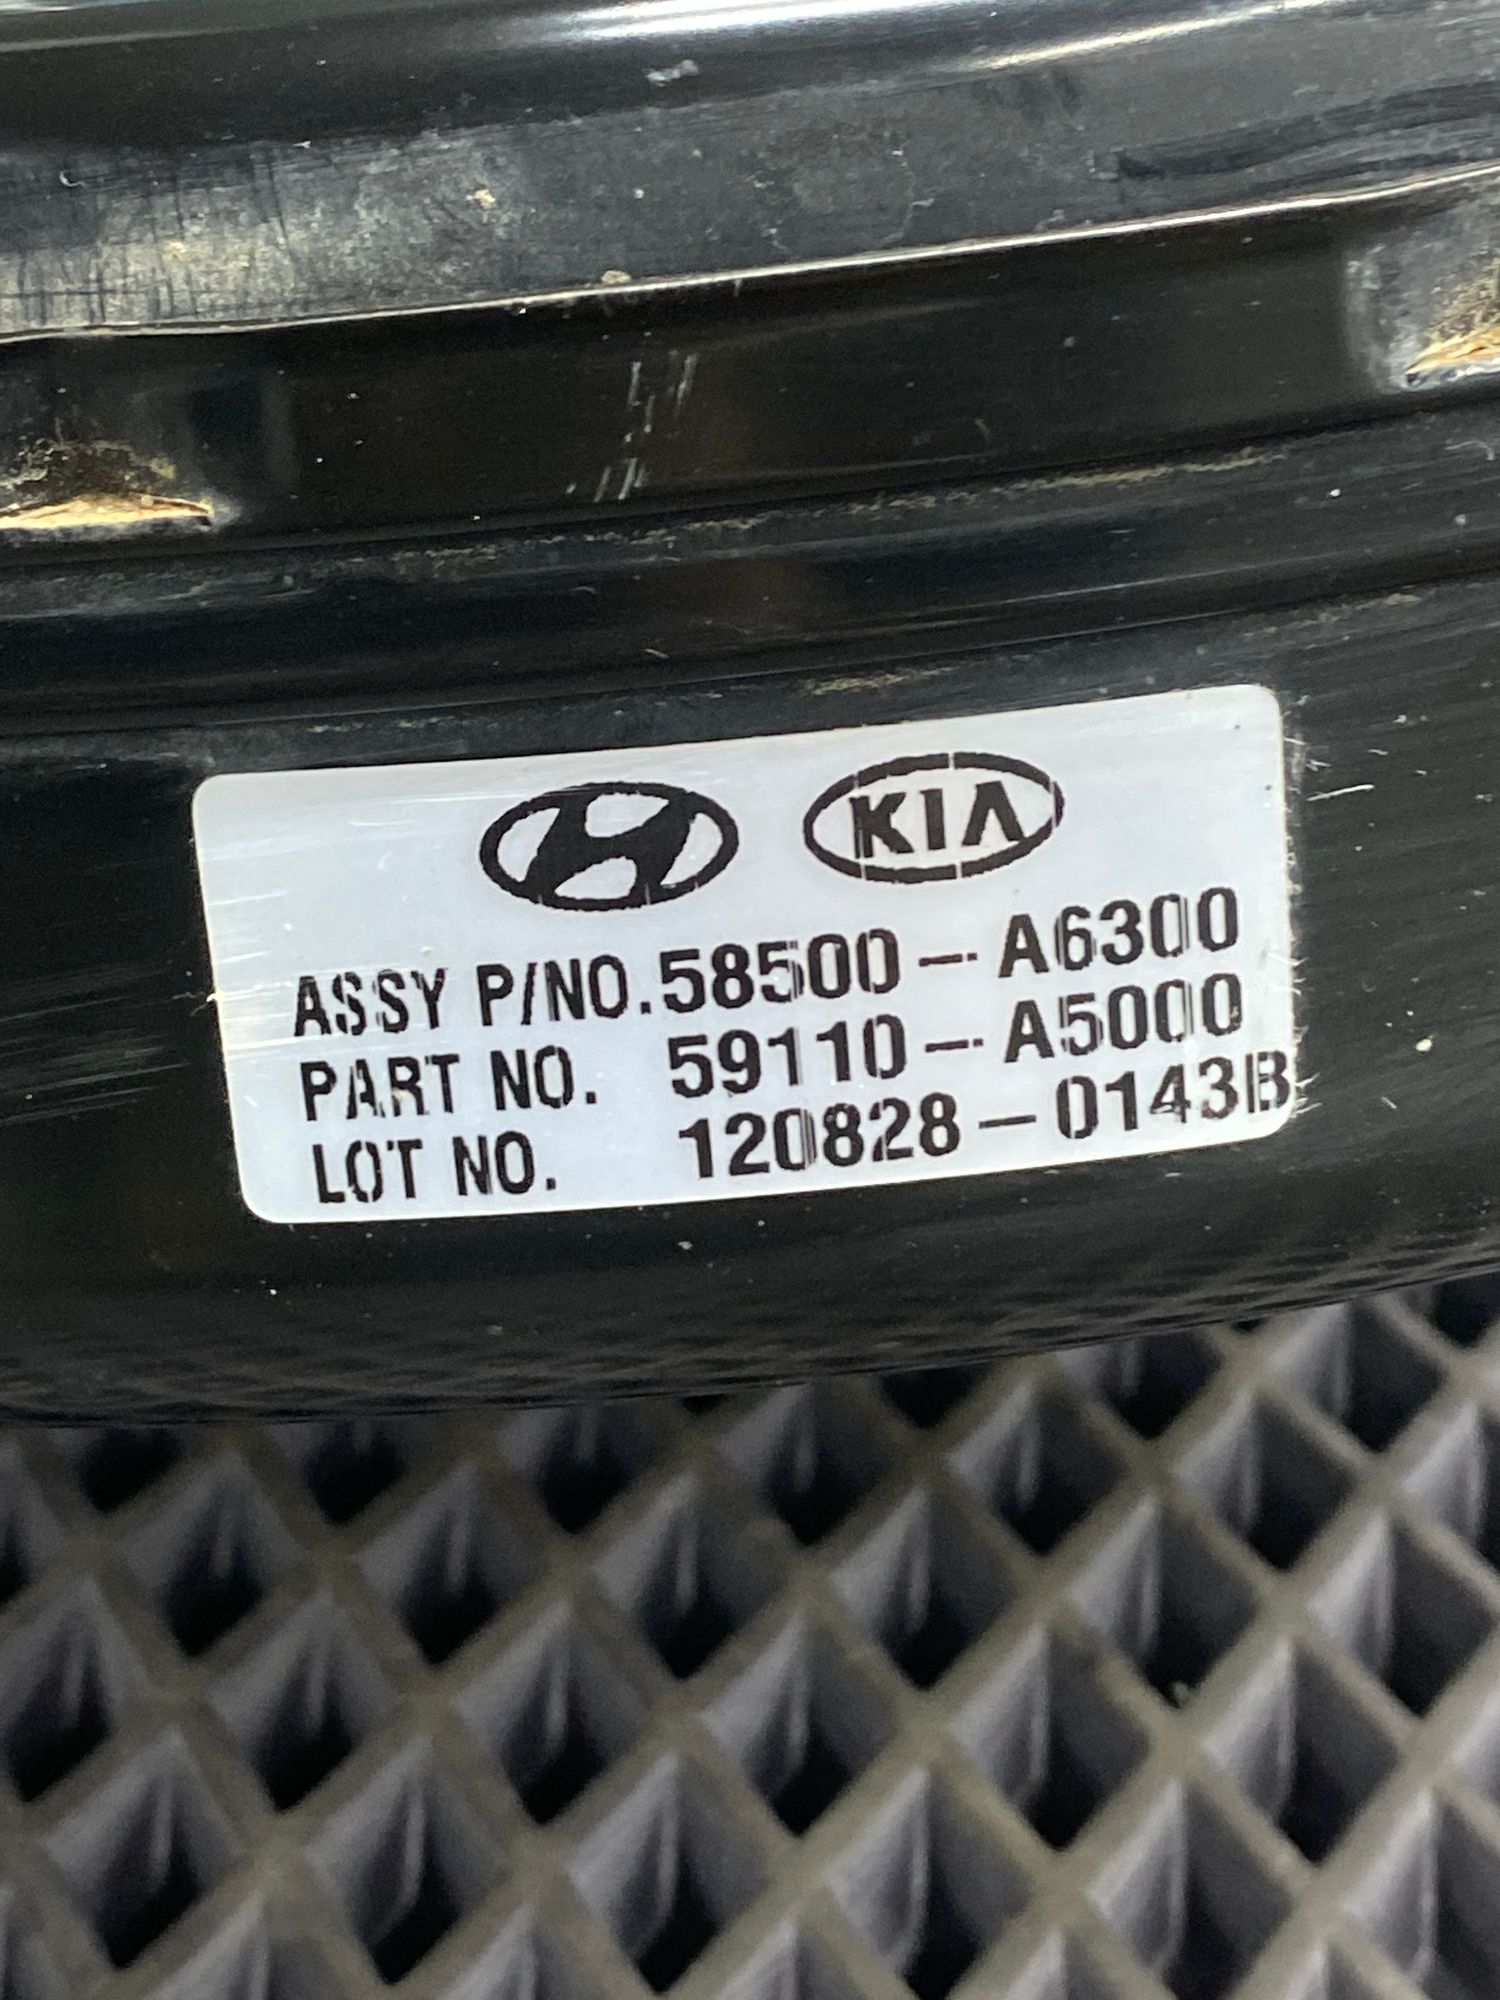 KIA
ASSY P/NO.58500-A6300
PART NO. 59110-A5000
LOT NO. 120828-0143B